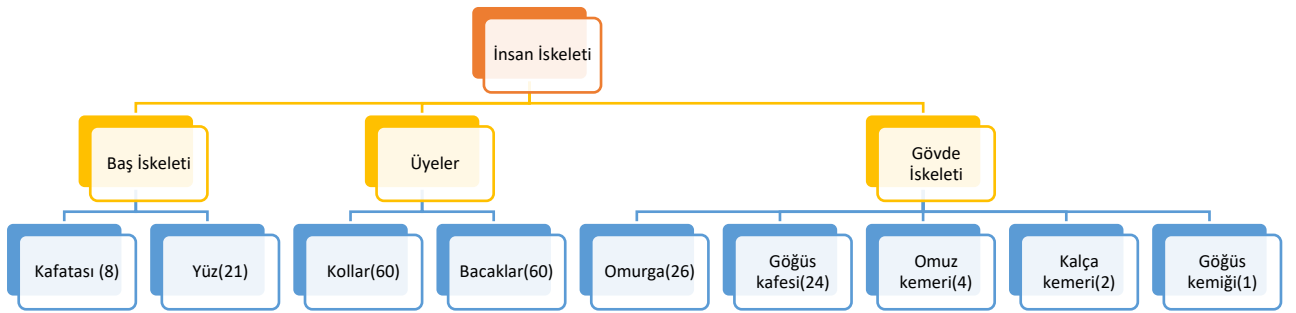 İnsan İskeleti
Baş İskeleti
Üyeler
Gövde
İskeleti
Kafatası (8)
Yüz(21)
Kollar(60)
Bacaklar(60)
Omurga(26)
Göğüs
kafesi(24)
Omuz
kemeri(4)
Kalça
kemeri(2)
Göğüs
kemiği(1)